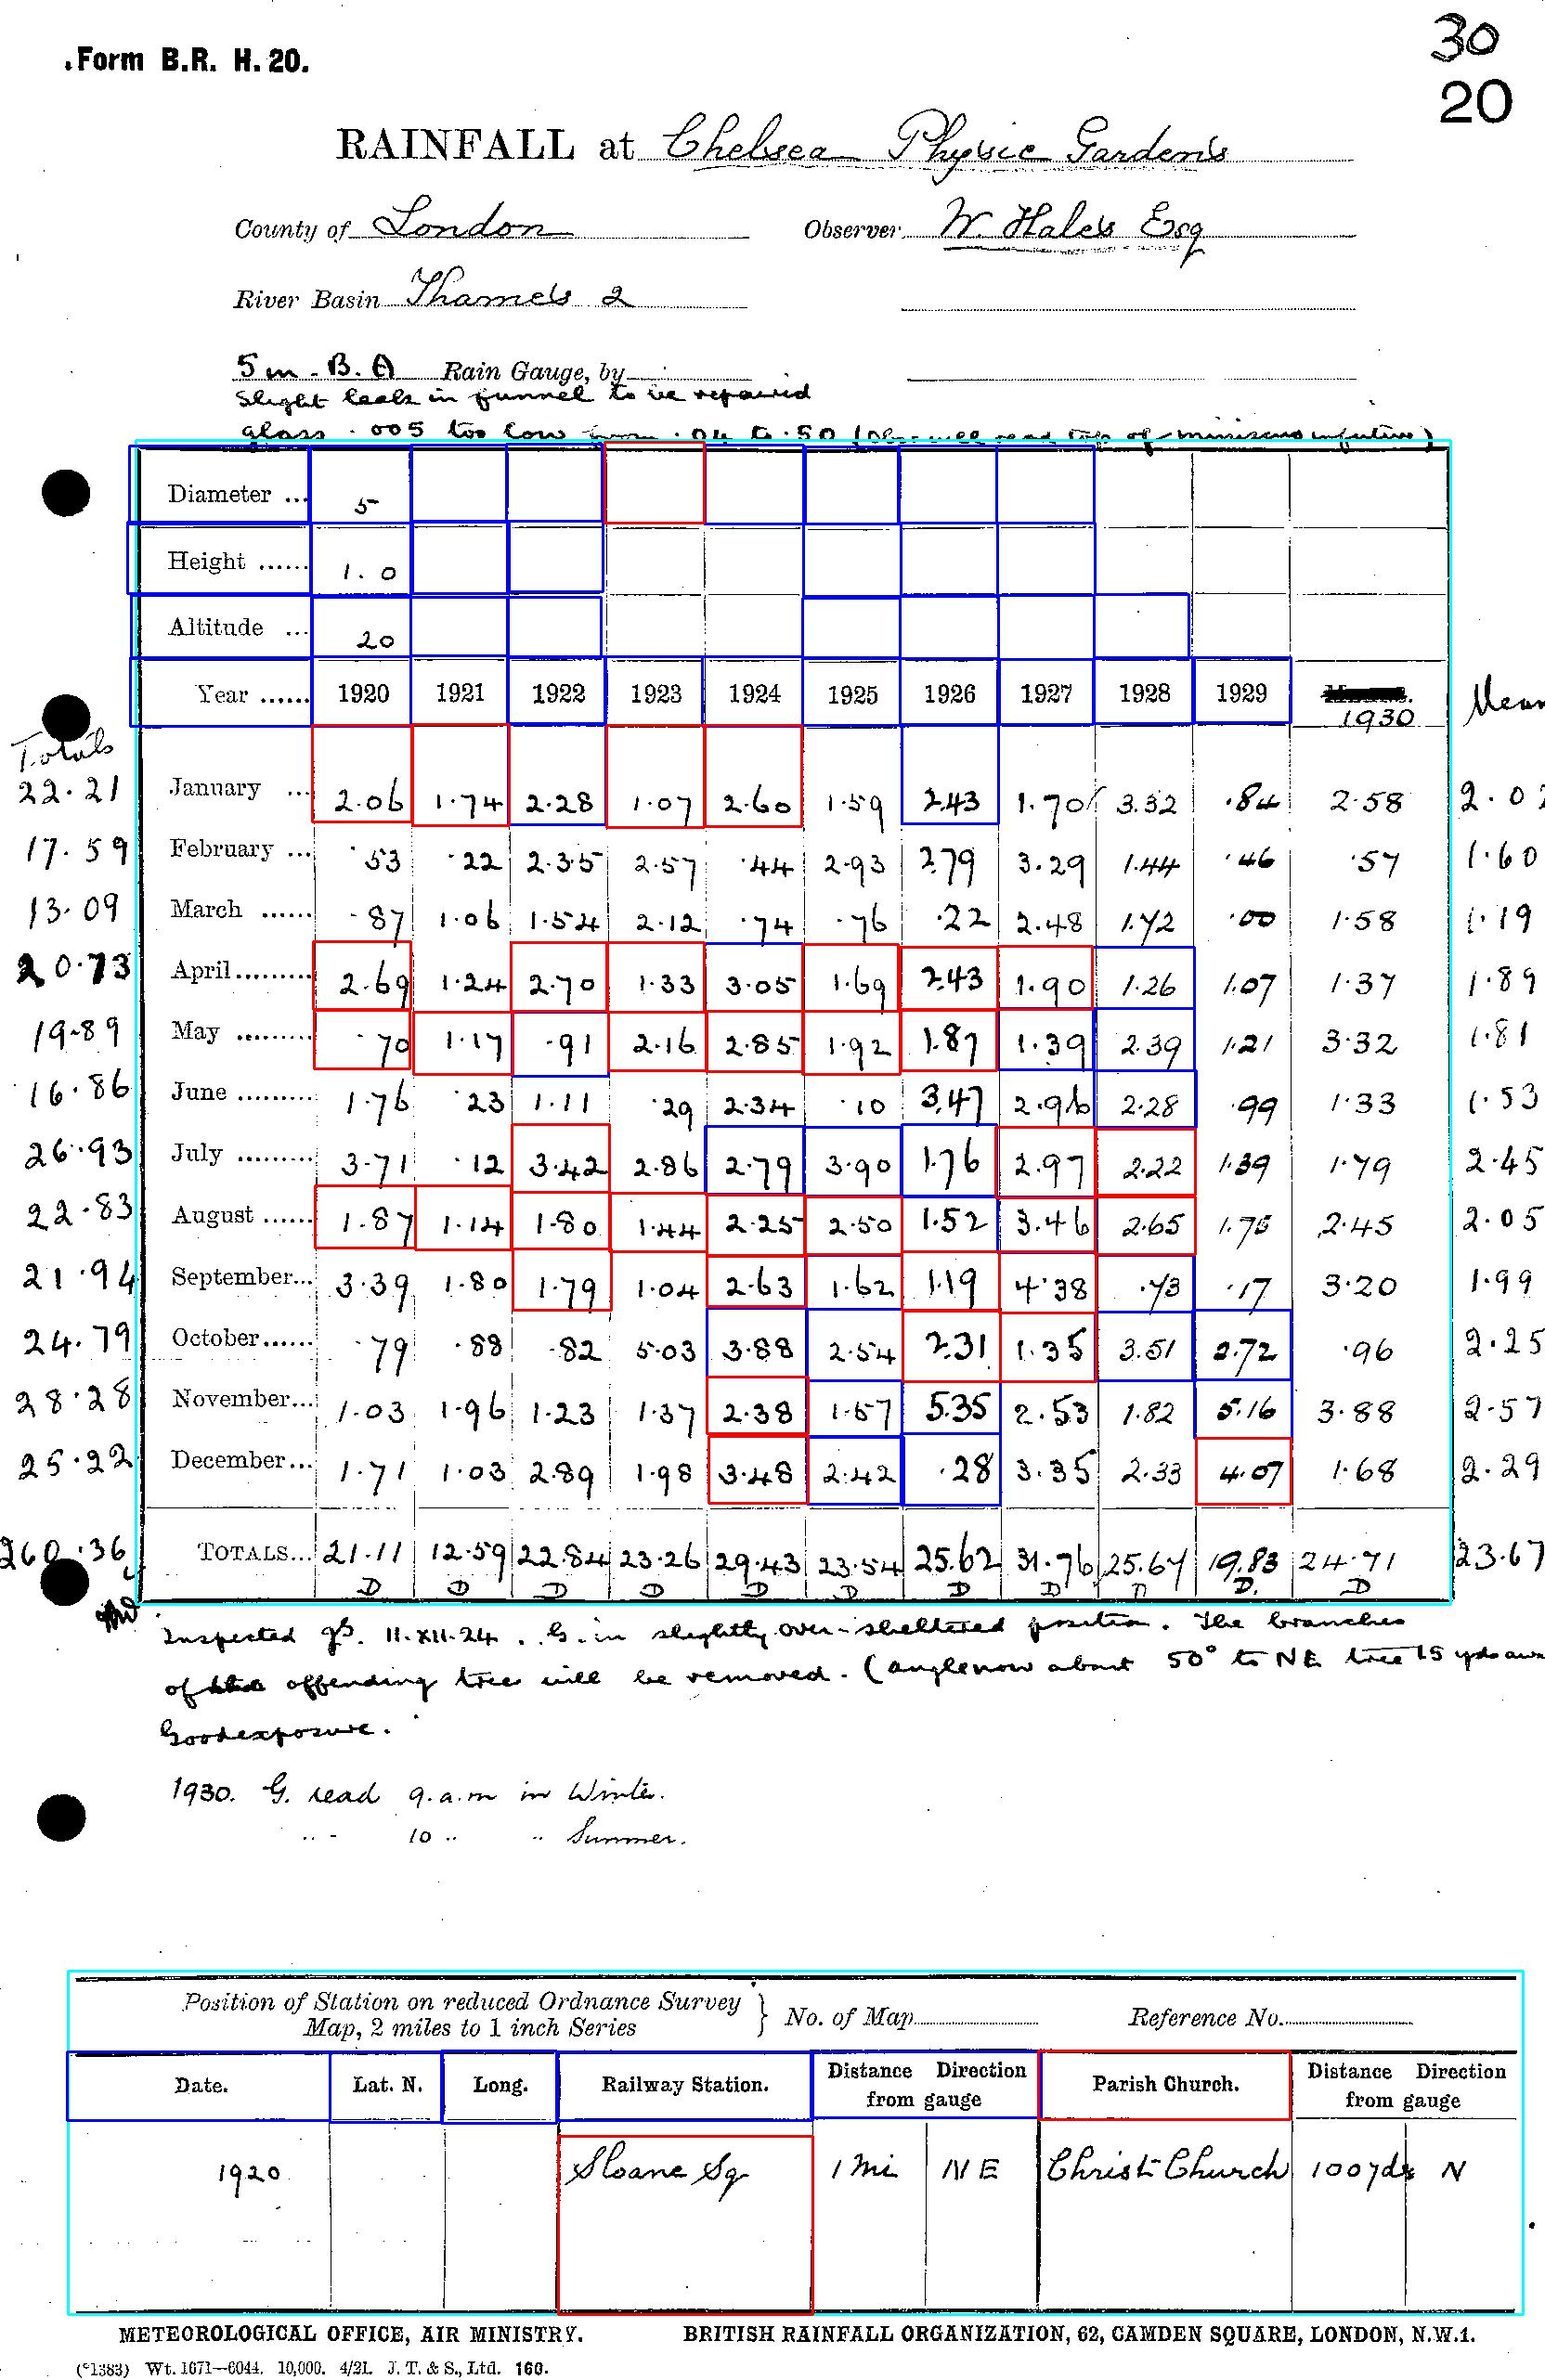 30
Form B.R. H. 20.
20
RAINFALL at Chelsea Physic Gardens
County of London Observer W. Hales Esq
River Basin Thames 2
5 in. B. A Rain Gauge, by
Slight leak in funnel to be repaired
glass .005 too low from .04 to .50 (Obs will read top of miniscus in future)
Diameter ... 5
Height ...... 1.0
Altitude ... 20
Year ...... 1920 1921 1922 1923 1924 1925 1926 1927 1928 1929 1930 Mean
Totals
22.21 January ... 2.06 1.74 2.28 1.07 2.60 1.59 2.43 1.70 3.32 .84 2.58 2.02
17.59 February ... .53 .22 2.35 2.57 .44 2.93 2.79 3.29 1.44 .46 .57 1.60
13.09 March ...... .87 1.06 1.54 2.12 .74 .76 .22 2.48 1.72 .00 1.58 1.19
20.73 April......... 2.69 1.24 2.70 1.33 3.05 1.69 2.43 1.90 1.26 1.07 1.37 1.89
19.89 May ......... .70 1.17 .91 2.16 2.85 1.92 1.87 1.39 2.39 1.21 3.32 1.81
16.86 June ......... 1.76 .23 1.11 .29 2.34 .10 3.47 2.96 2.28 .99 1.33 1.53
26.93 July ......... 3.71 .12 3.42 2.86 2.79 3.90 1.76 2.97 2.22 1.39 1.79 2.45
22.83 August ...... 1.87 1.14 1.80 1.44 2.25 2.50 1.52 3.46 2.65 1.75 2.45 2.05
21.94 September... 3.39 1.80 1.79 1.04 2.63 1.62 1.19 4.38 .73 .17 3.20 1.99
24.79 October...... .79 .88 .82 5.03 3.88 2.54 2.31 1.35 3.51 2.72 .96 2.25
28.28 November... 1.03 1.96 1.23 1.37 2.38 1.57 5.35 2.53 1.82 5.16 3.88 2.57
25.22 December... 1.71 1.03 2.89 1.98 3.48 2.42 .28 3.35 2.33 4.07 1.68 2.29
260.36 TOTALS... 21.11 12.59 22.84 23.26 29.43 23.54 25.62 31.76 25.67 19.83 24.71 23.67
D D D D D D D D D D. D
Inspected 11.XII.24. G. in slightly over-sheltered position. The branches
of offending tree will be removed. (angle now about 50° to NE tree 15 yds
Good exposure.
1930. G. read 9.a.m in Winter.
.. - 10 .. .. Summer.
Position of Station on reduced Ordnance Survey Map, 2 miles to 1 inch Series } No. of Map Reference No.
Date. Lat. N. Long. Railway Station. Distance Direction from gauge Parish Church. Distance Direction from gauge
1920 Sloane Sq 1 mi NE Christ Church 100 yds N
METEOROLOGICAL OFFICE, AIR MINISTRY. BRITISH RAINFALL ORGANIZATION, 62, CAMDEN SQUARE, LONDON, N.W.1.
(*1383) Wt. 1671—6044. 10,000. 4/21. J. T. & S., Ltd. 160.